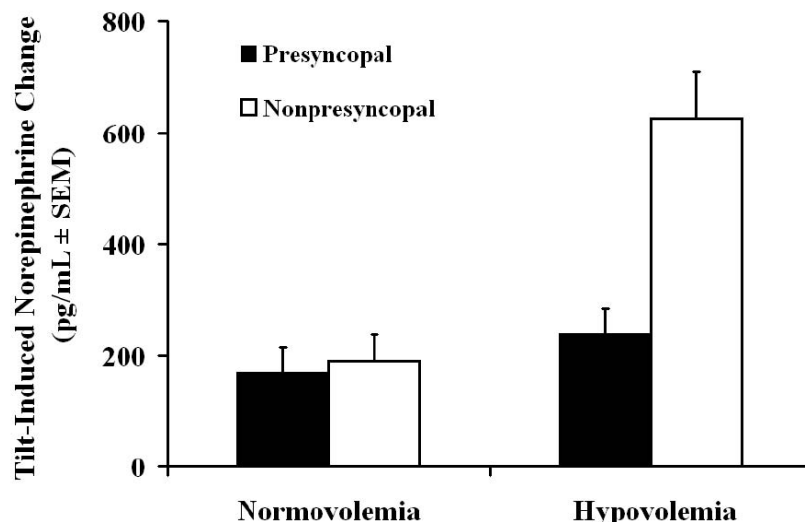 Tilt-Induced Norepinephrine Change
(pg/mL ± SEM)
800
600
400
200
0
Presyncopal
Nonpresyncopal
Normovolemia
Hypovolemia